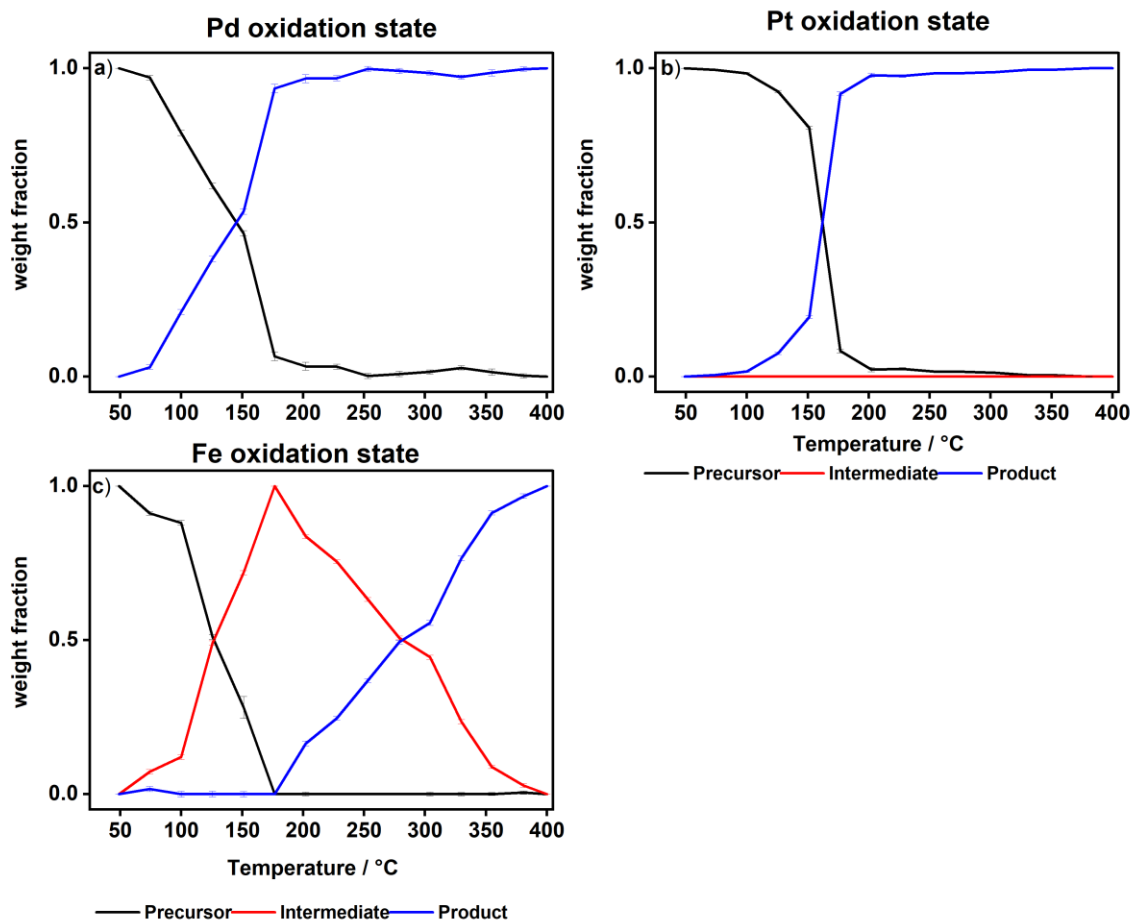 Pd oxidation state
a)
1.0
0.5
0.0
weight fraction
50 100 150 200 250 300 350 400
Pt oxidation state
b)
1.0
0.5
0.0
weight fraction
50 100 150 200 250 300 350 400
Temperature / °C
Precursor Intermediate Product
Fe oxidation state
c)
1.0
0.5
0.0
weight fraction
50 100 150 200 250 300 350 400
Temperature / °C
Precursor Intermediate Product